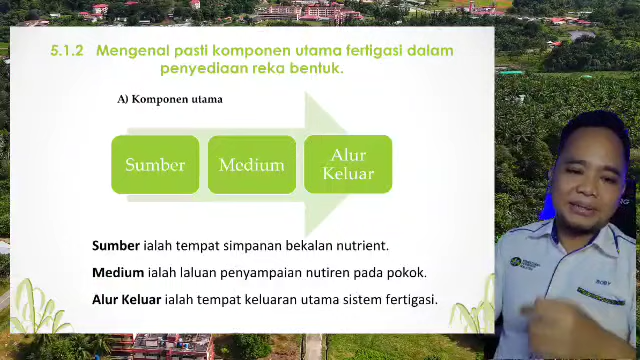 5.1.2 Mengenal pasti komponen utama fertigasi dalam
penyediaan reka bentuk.
A) Komponen utama
Sumber
Medium
Alur
Keluar
Sumber ialah tempat simpanan bekalan nutrient.
Medium ialah laluan penyampaian nutiren pada pokok.
Alur Keluar ialah tempat keluaran utama sistem fertigasi.